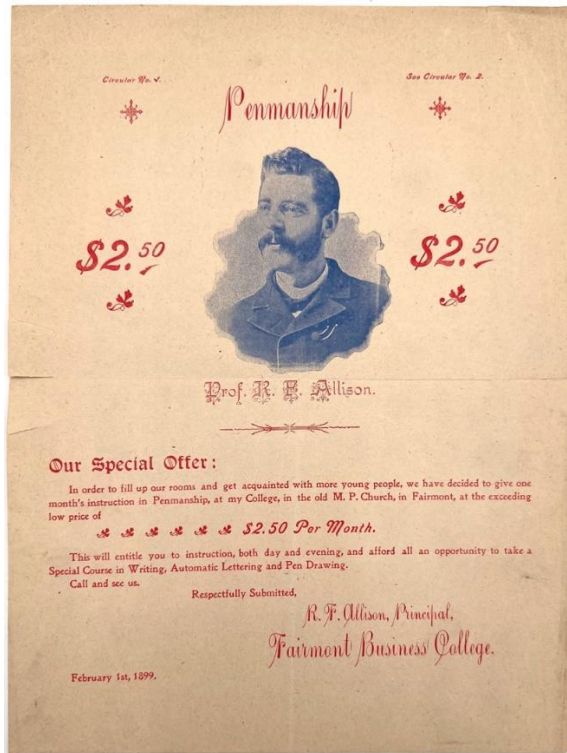 Circular No. 1.
See Circular No. 2.
Penmanship
$2.50
$2.50
Prof. R. F. Allison.
Our Special Offer:
In order to fill up our rooms and get acquainted with more young people, we have decided to give one
month's instruction in Penmanship, at my College, in the old M. P. Church, in Fairmont, at the exceeding
low price of
$2.50 Per Month.
This will entitle you to instruction, both day and evening, and afford all an opportunity to take a
Special Course in Writing, Automatic Lettering and Pen Drawing.
Call and see us.
Respectfully Submitted,
R. F. Allison, Principal,
Fairmont Business College.
February 1st, 1899.